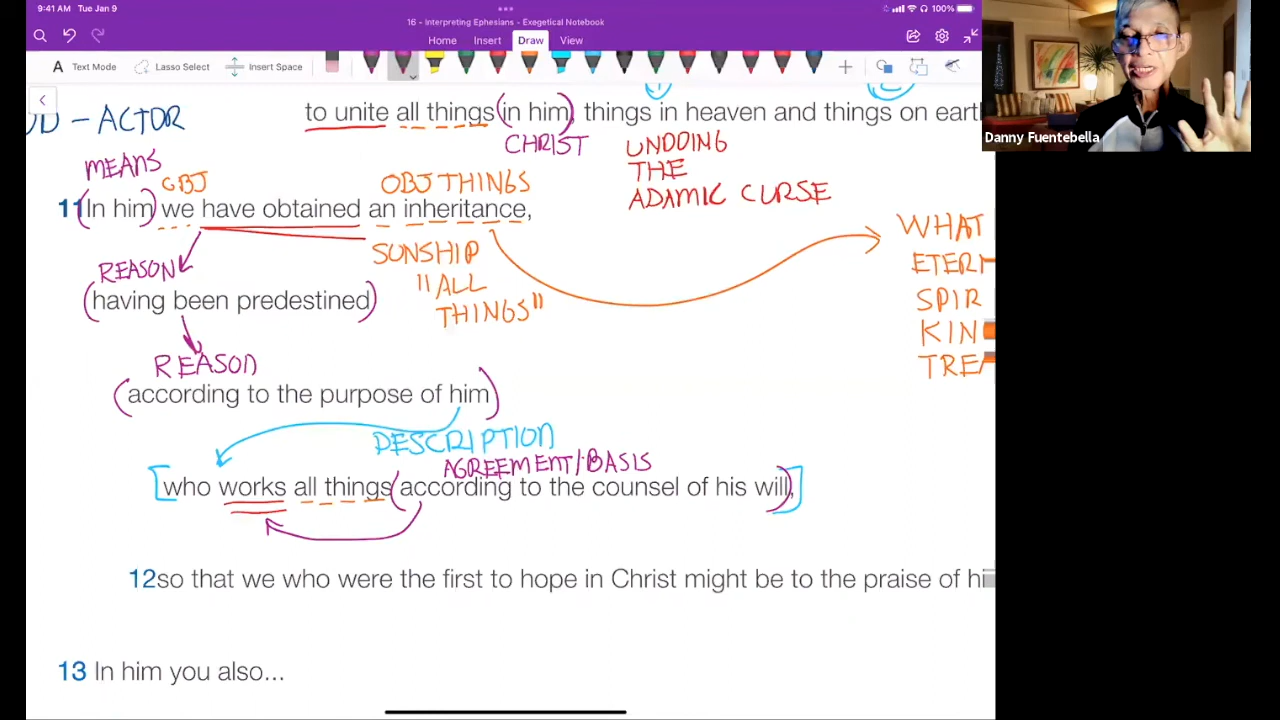 9:41 AM Tue Jan 9
100%
16 - Interpreting Ephesians - Exegetical Notebook
Home Insert Draw View
A Text Mode Lasso Select Insert Space
Danny Fuentebella
- ACTOR
to unite all things (in him), things in heaven and things on eart
CHRIST
UNDOING
THE
ADAMIC CURSE
MEANS
OBJ
OBJ THINGS
11 (In him) we have obtained an inheritance,
WHAT
ETER
SPIR
KIN
TRE
SONSHIP
"ALL
THINGS"
REASON
(having been predestined)
REASON
(according to the purpose of him)
DESCRIPTION
AGREEMENT/BASIS
[who works all things (according to the counsel of his will),]
12so that we who were the first to hope in Christ might be to the praise of hi
13 In him you also...